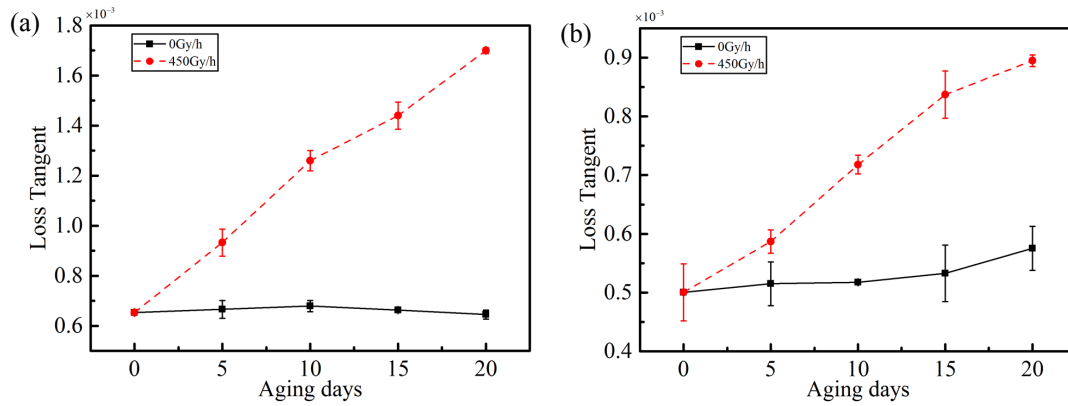 (a)
×10⁻³
1.8
1.6
1.4
1.2
1.0
0.8
0.6
Loss Tangent
0Gy/h
450Gy/h
0 5 10 15 20
Aging days
(b)
×10⁻³
0.9
0.8
0.7
0.6
0.5
0.4
Loss Tangent
0Gy/h
450Gy/h
0 5 10 15 20
Aging days